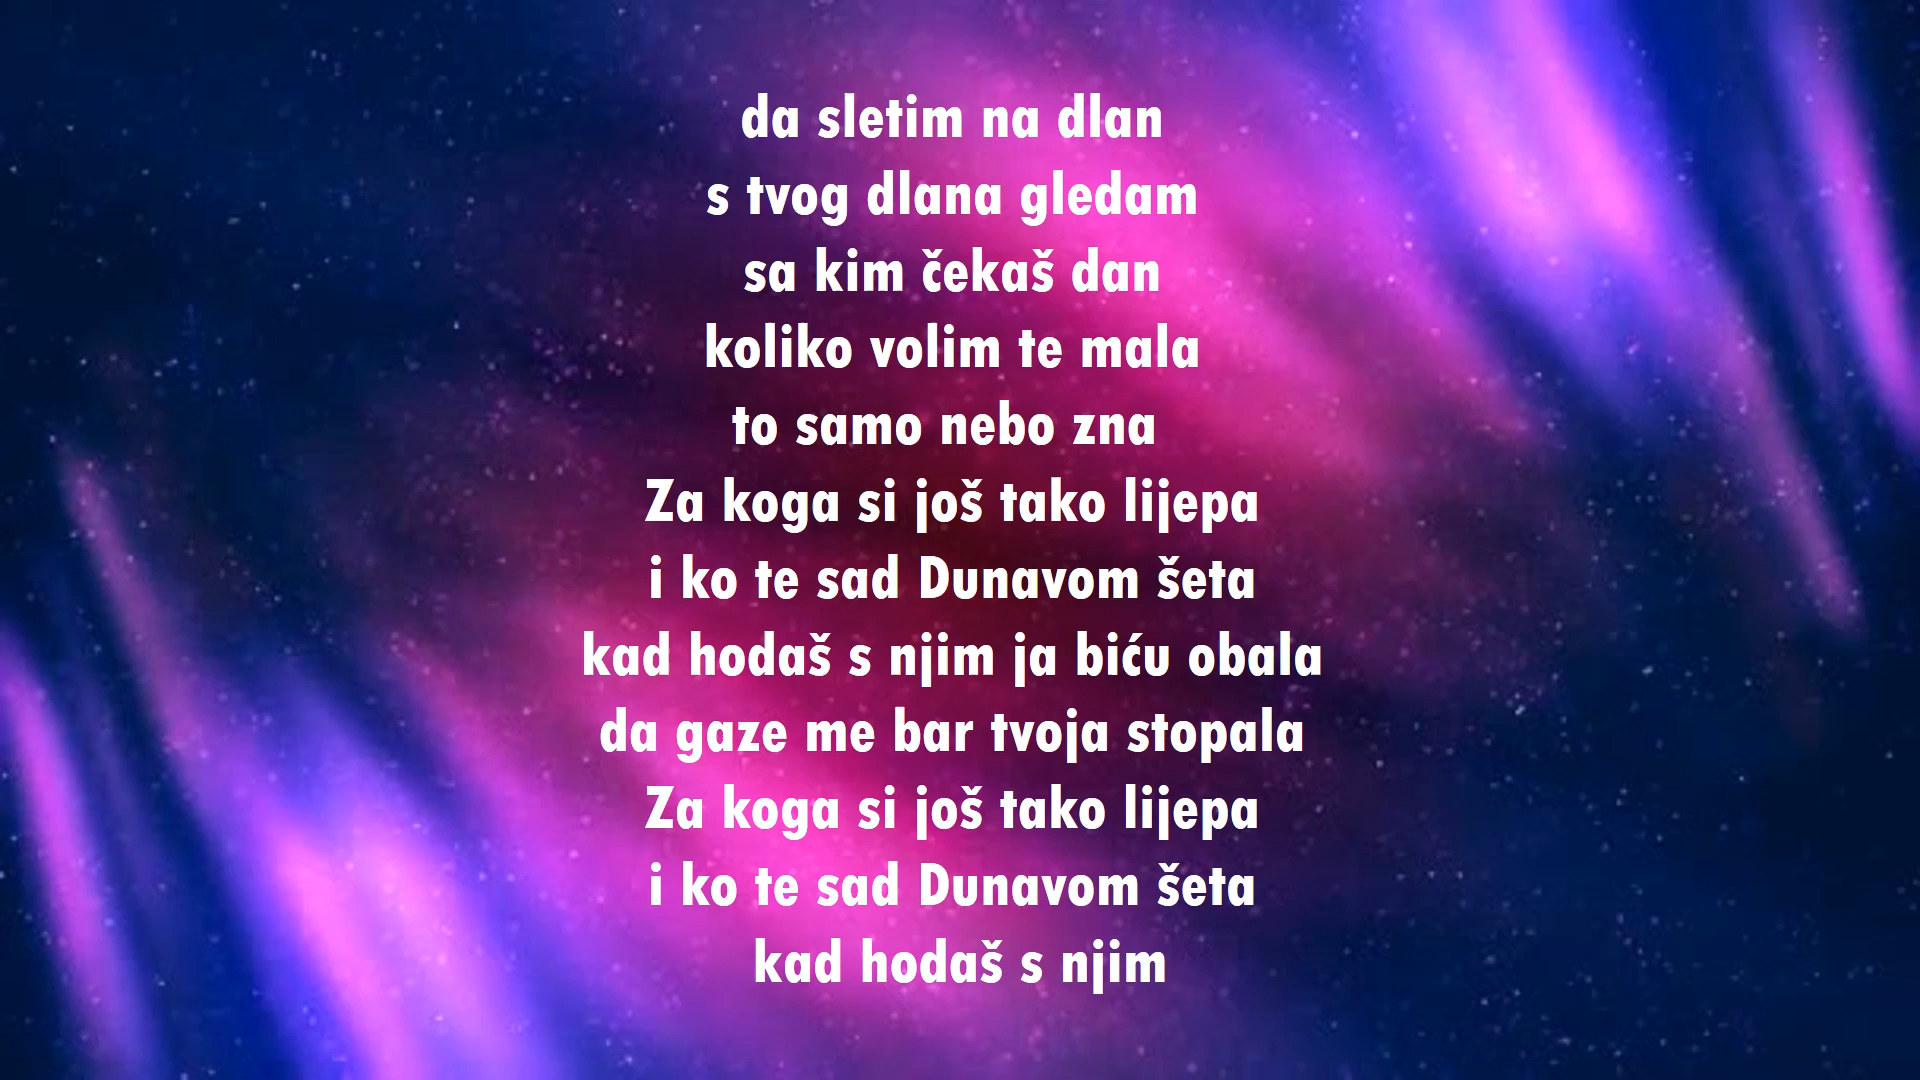 da sletim na dlan
s tvog dlana gledam
sa kim čekaš dan
koliko volim te mala
to samo nebo zna
Za koga si još tako lijepa
i ko te sad Dunavom šeta
kad hodaš s njim ja biću obala
da gaze me bar tvoja stopala
Za koga si još tako lijepa
i ko te sad Dunavom šeta
kad hodaš s njim